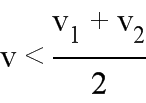 v < (v₁ + v₂) / 2